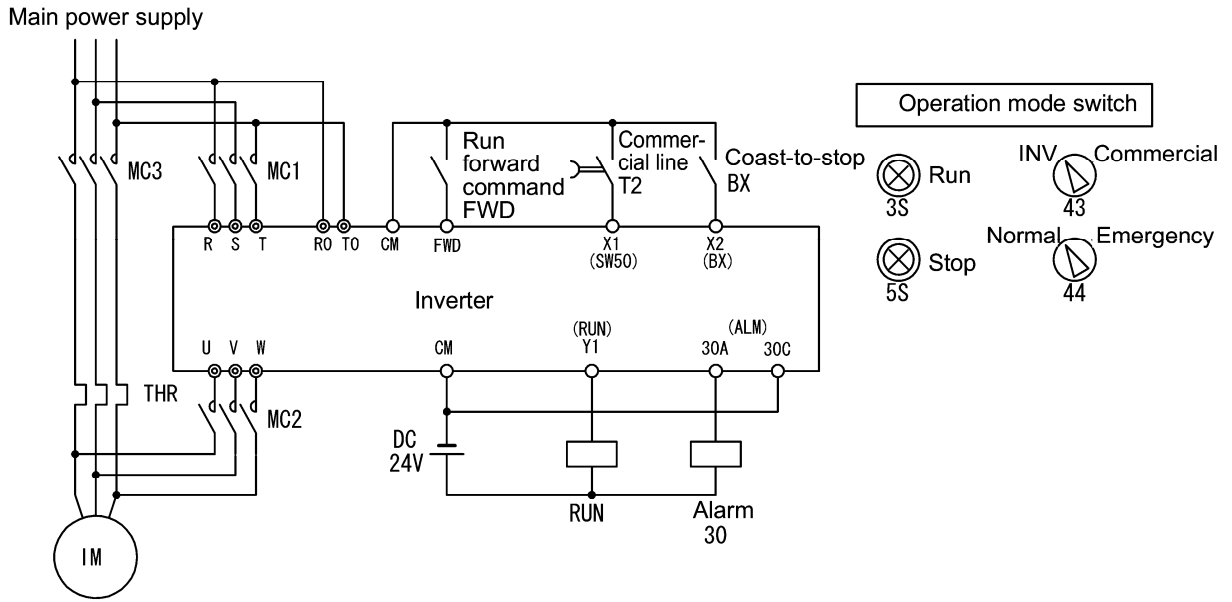 Main power supply
MC3
MC1
Run
forward
command
FWD
Commer-
cial line
T2
Coast-to-stop
BX
Operation mode switch
Run
3S
INV
Commercial
43
Stop
5S
Normal
Emergency
44
R
S
T
R0
T0
CM
FWD
X1
(SW50)
X2
(BX)
Inverter
U
V
W
CM
(RUN)
Y1
(ALM)
30A
30C
THR
MC2
DC
24V
RUN
Alarm
30
IM